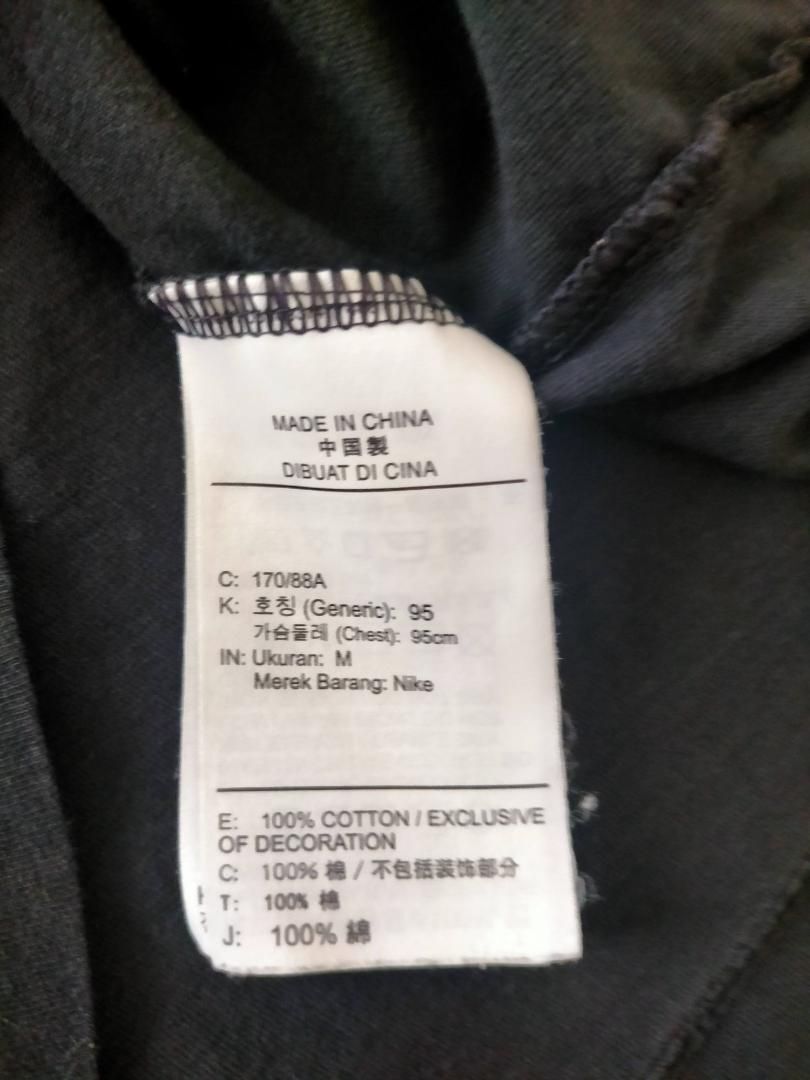 MADE IN CHINA
中国製
DIBUAT DI CINA
C: 170/88A
K: 호칭 (Generic): 95
가슴둘레 (Chest): 95cm
IN: Ukuran: M
Merek Barang: Nike
E: 100% COTTON / EXCLUSIVE
OF DECORATION
C: 100% 棉 / 不包括装饰部分
T: 100% 棉
J: 100% 綿